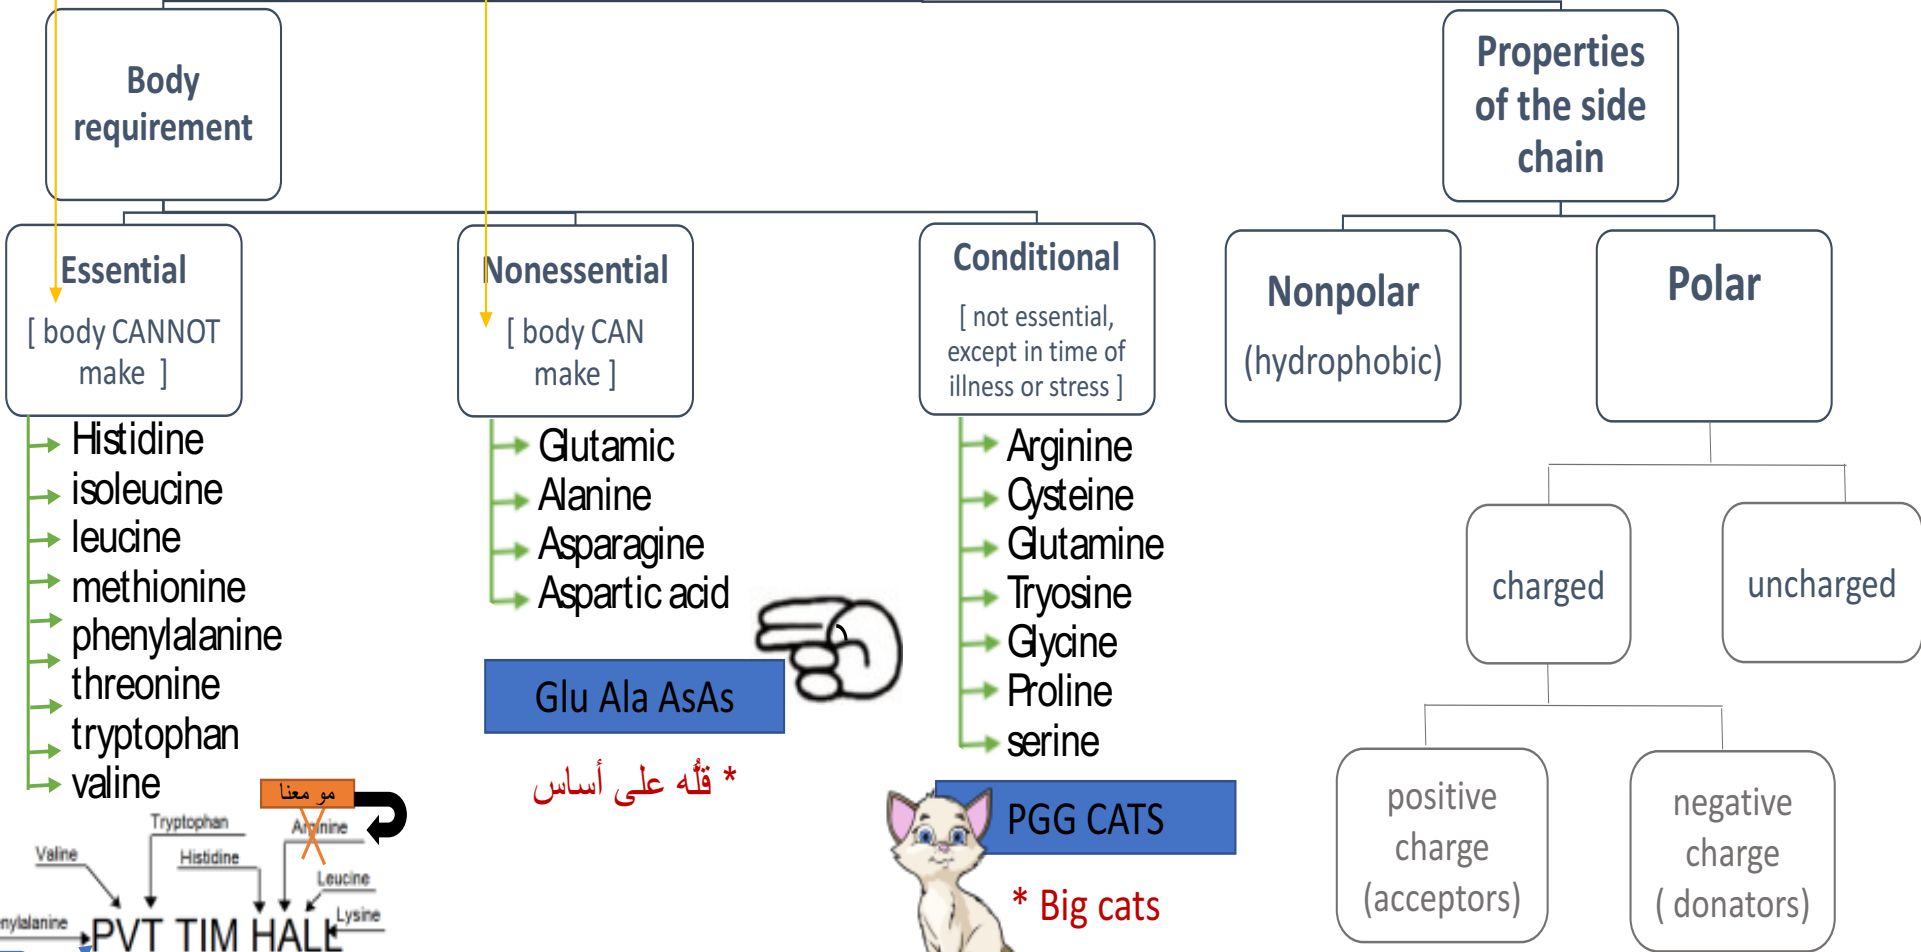 Body
requirement
Properties
of the side
chain
Essential
[ body CANNOT
make ]
Nonessential
[ body CAN
make ]
Conditional
[ not essential,
except in time of
illness or stress ]
Nonpolar
(hydrophobic)
Polar
Histidine
isoleucine
leucine
methionine
phenylalanine
threonine
tryptophan
valine
Glutamic
Alanine
Asparagine
Aspartic acid
Glu Ala AsAs
* قلُّه على أساس
Arginine
Cysteine
Glutamine
Tryosine
Glycine
Proline
serine
PGG CATS
* Big cats
charged
uncharged
positive
charge
(acceptors)
negative
charge
( donators)
مو معنا
Tryptophan
Arginine
Valine
Histidine
Leucine
Lysine
enylalanine
PVT TIM HALL